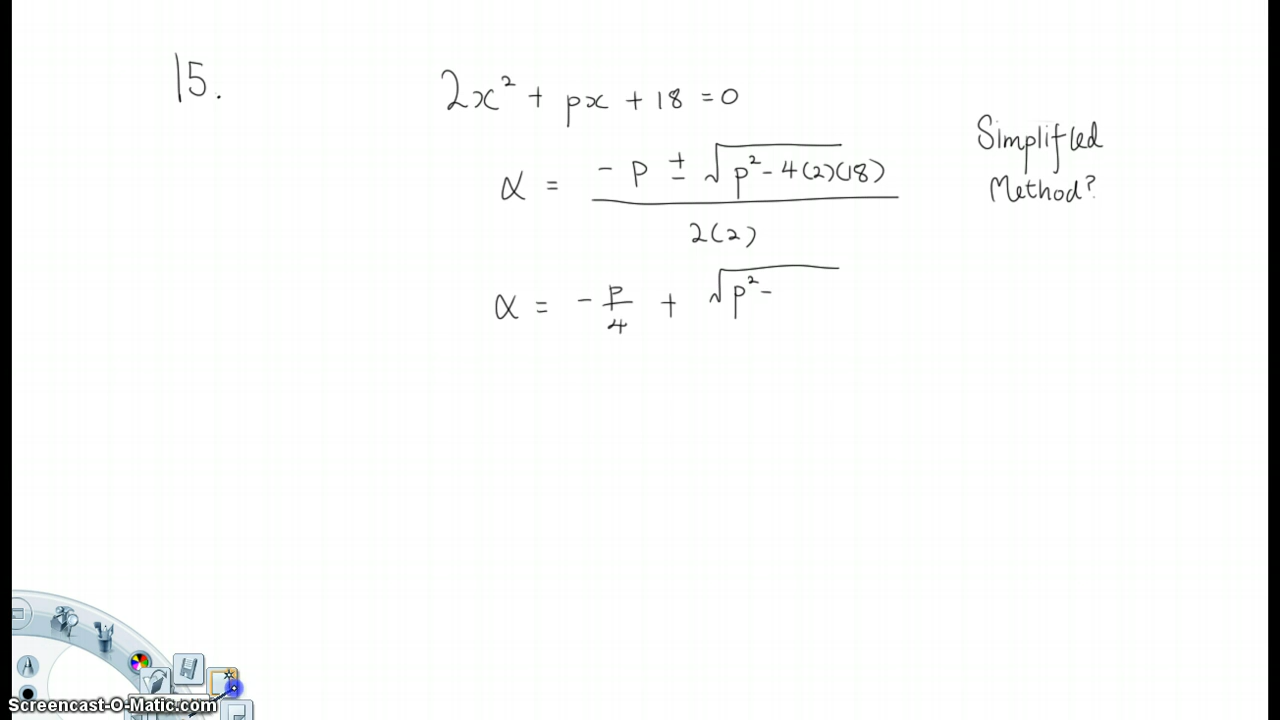 15.
2x² + px + 18 = 0
α = (-p ± √(p² - 4(2)(18))) / 2(2)
Simplified
Method?
α = -p/4 + √(p² -
Screencast-O-Matic.com